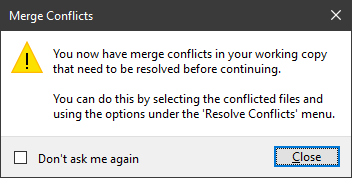 Merge Conflicts
You now have merge conflicts in your working copy
that need to be resolved before continuing.
You can do this by selecting the conflicted files and
using the options under the 'Resolve Conflicts' menu.
Don't ask me again
Close